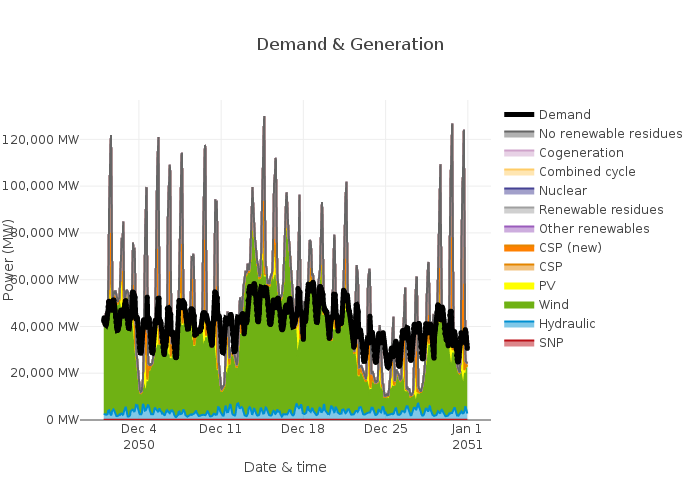 Demand & Generation
Power (MW)
120,000 MW
100,000 MW
80,000 MW
60,000 MW
40,000 MW
20,000 MW
0 MW
Dec 4
2050
Dec 11
Dec 18
Dec 25
Jan 1
2051
Date & time
Demand
No renewable residues
Cogeneration
Combined cycle
Nuclear
Renewable residues
Other renewables
CSP (new)
CSP
PV
Wind
Hydraulic
SNP